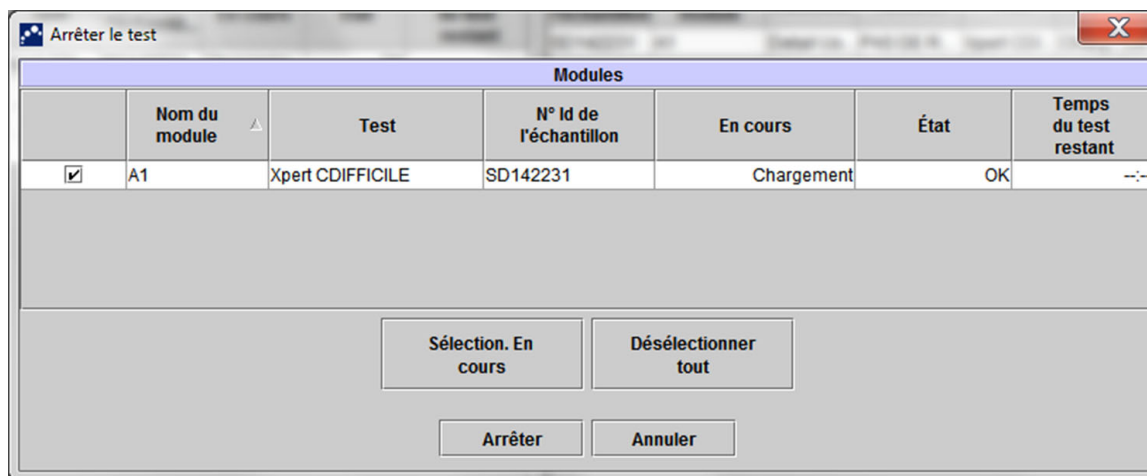 Arrêter le test
Modules
Nom du module Test N° Id de l'échantillon En cours État Temps du test restant
A1 Xpert CDIFFICILE SD142231 Chargement OK --:--
Sélection. En cours Désélectionner tout
Arrêter Annuler